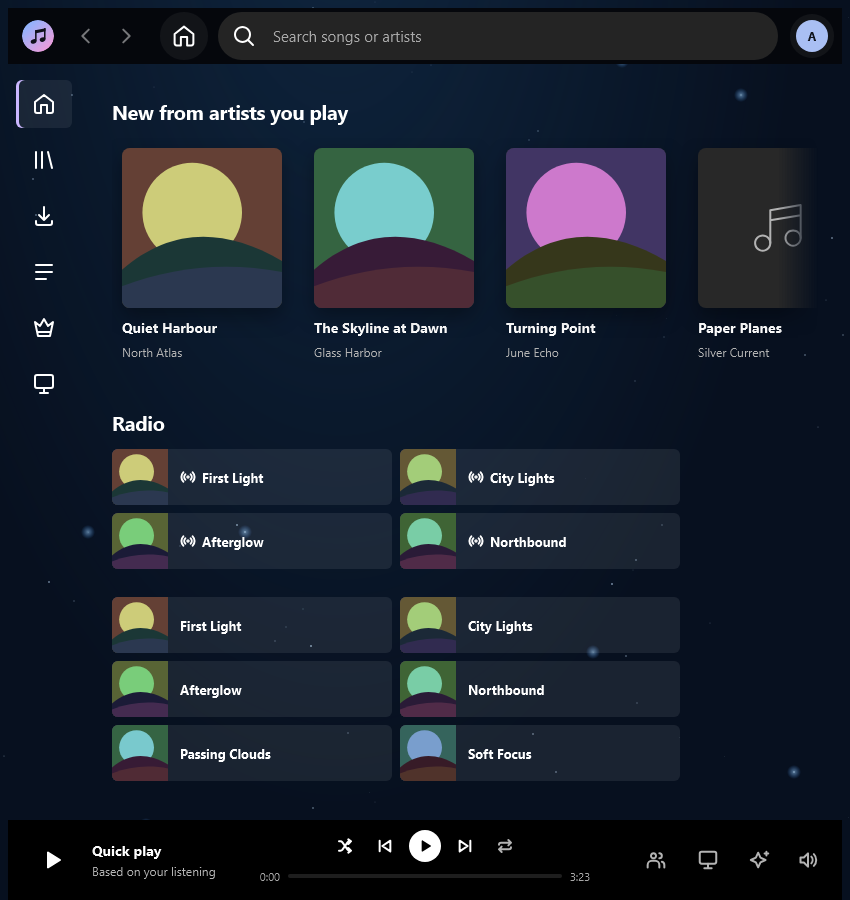 Search songs or artists
A
New from artists you play
Quiet Harbour
North Atlas
The Skyline at Dawn
Glass Harbor
Turning Point
June Echo
Paper Planes
Silver Current
Radio
First Light
City Lights
Afterglow
Northbound
First Light
City Lights
Afterglow
Northbound
Passing Clouds
Soft Focus
Quick play
Based on your listening
0:00
3:23